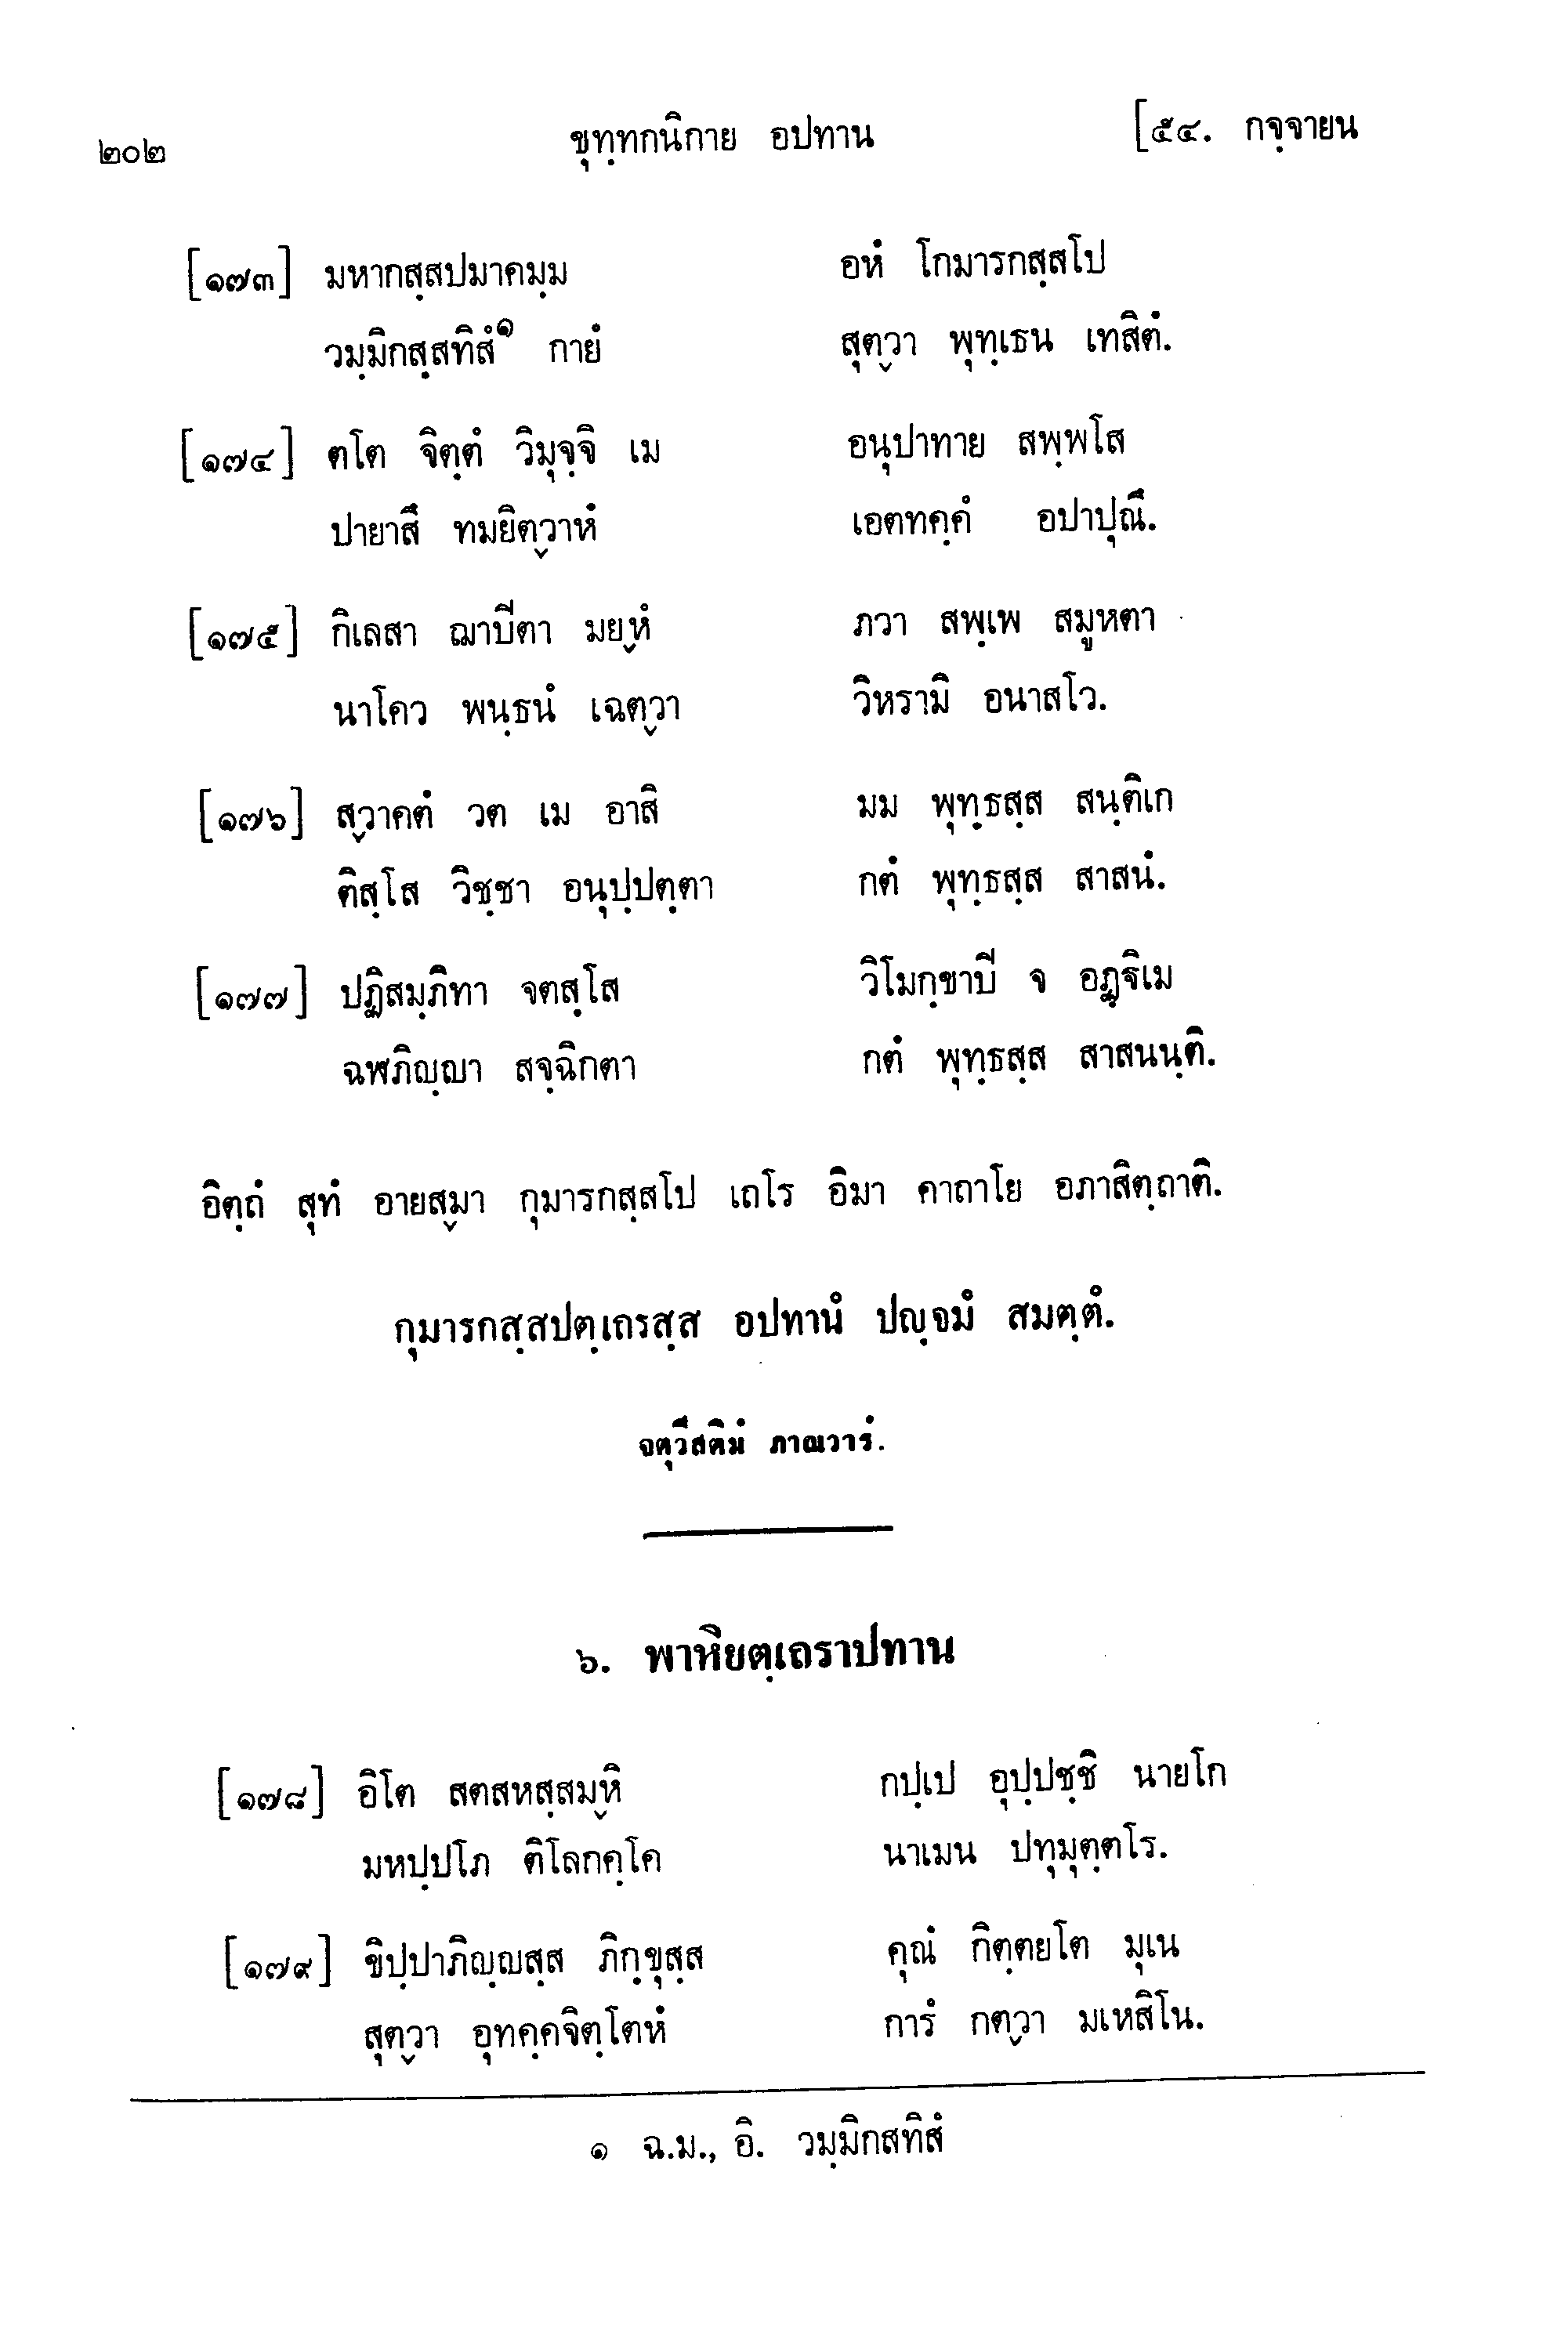 ๒๐๒ ขุทฺทกนิกาย อปทาน [๕๔. กจฺจายน
[๑๗๓] มหากสฺสปมาคมฺม อหํ โกมารกสฺสโป
วมฺมิกสฺสทิสํ๑ กายํ สุตฺวา พุทฺเธน เทสิตํ.
[๑๗๔] ตโต จิตฺตํ วิมุจฺจิ เม อนุปาทาย สพฺพโส
ปายาสึ ทมยิตฺวาหํ เอตทคฺคํ อปาปุณึ.
[๑๗๕] กิเลสา ฌาปิตา มยฺหํ ภวา สพฺเพ สมูหตา
นาโคว พนฺธนํ เฉตฺวา วิหรามิ อนาสโว.
[๑๗๖] สฺวาคตํ วต เม อาสิ มม พุทฺธสฺส สนฺติเก
ติสฺโส วิชฺชา อนุปฺปตฺตา กตํ พุทฺธสฺส สาสนํ.
[๑๗๗] ปฏิสมฺภิทา จตสฺโส วิโมกฺขาปิ จ อฏฺฐิเม
ฉฬภิญฺญา สจฺฉิกตา กตํ พุทฺธสฺส สาสนนฺติ.
อิตฺถํ สุทํ อายสฺมา กุมารกสฺสโป เถโร อิมา คาถาโย อภาสิตฺถาติ.
กุมารกสฺสปตฺเถรสฺส อปทานํ ปญฺจมํ สมตฺตํ.
จตุวีสติมํ ภาณวารํ.
๖. พาหิยตฺเถราปทาน
[๑๗๘] อิโต สตสหสฺสมฺหิ กปฺเป อุปฺปชฺชิ นายโก
มหปฺปโภ ติโลกคฺโค นาเมน ปทุมุตฺตโร.
[๑๗๙] ขิปฺปาภิญฺญสฺส ภิกฺขุสฺส คุณํ กิตฺตยโต มุเน
สุตฺวา อุทคฺคจิตฺโตหํ การํ กตฺวา มเหสิโน.
๑ ฉ.ม., อิ. วมฺมิกสทิสํ